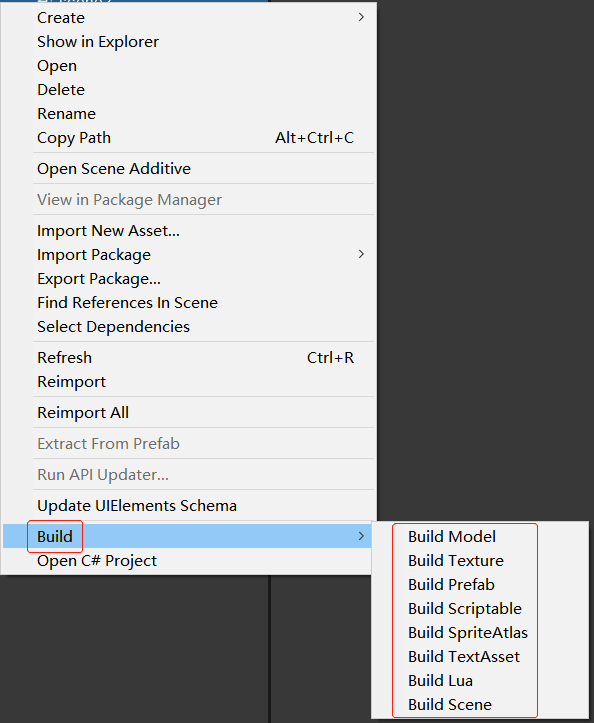 Create
Show in Explorer
Open
Delete
Rename
Copy Path Alt+Ctrl+C
Open Scene Additive
View in Package Manager
Import New Asset...
Import Package
Export Package...
Find References In Scene
Select Dependencies
Refresh Ctrl+R
Reimport
Reimport All
Extract From Prefab
Run API Updater...
Update UIElements Schema
Build
Open C# Project
Build Model
Build Texture
Build Prefab
Build Scriptable
Build SpriteAtlas
Build TextAsset
Build Lua
Build Scene